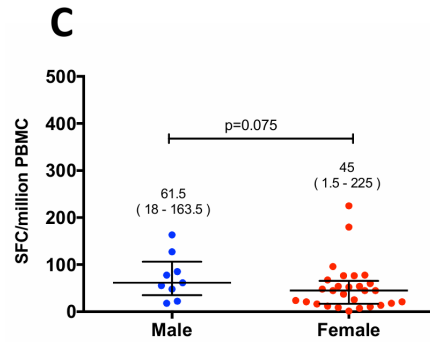 C
500
400
300
200
100
0
SFC/million PBMC
p=0.075
61.5
( 18 - 163.5 )
45
( 1.5 - 225 )
Male
Female